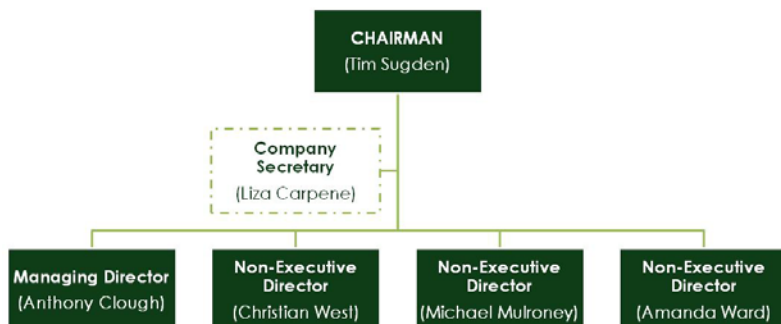 CHAIRMAN
(Tim Sugden)
Company
Secretary
(Liza Carpene)
Managing Director
(Anthony Clough)
Non-Executive
Director
(Christian West)
Non-Executive
Director
(Michael Mulroney)
Non-Executive
Director
(Amanda Ward)